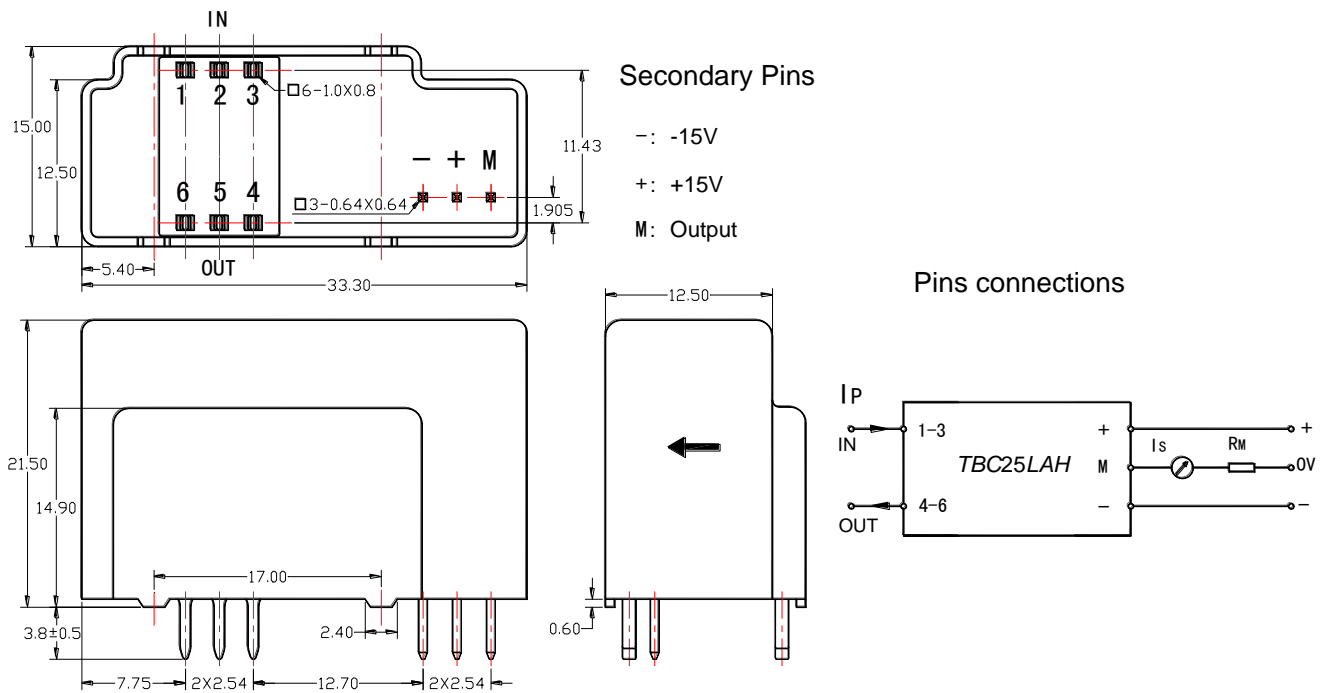 IN
1 2 3
□6-1.0X0.8
15.00
12.50
11.43
- + M
6 5 4
□3-0.64X0.64
1.905
5.40
OUT
33.30
Secondary Pins
-: -15V
+: +15V
M: Output
Pins connections
12.50
21.50
14.90
17.00
3.8±0.5
2.40
0.60
7.75
2X2.54
12.70
2X2.54
IP
IN
1-3
+
+
TBC25LAH
M
IS
RM
0V
OUT
4-6
-
-